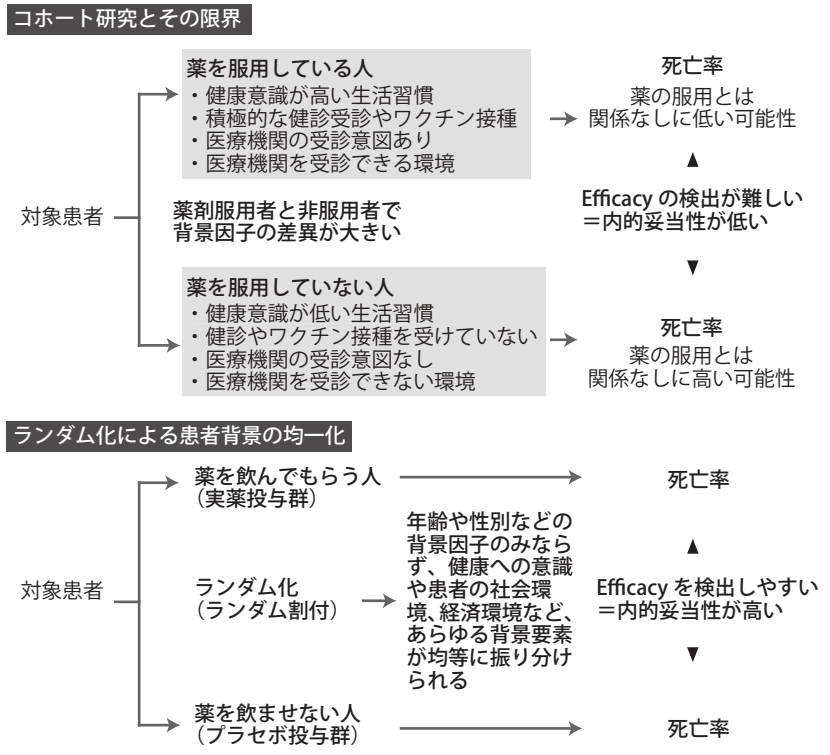 コホート研究とその限界
薬を服用している人
・健康意識が高い生活習慣
・積極的な健診受診やワクチン接種
・医療機関の受診意図あり
・医療機関を受診できる環境
死亡率
薬の服用とは
関係なしに低い可能性
対象患者
薬剤服用者と非服用者で
背景因子の差異が大きい
Efficacy の検出が難しい
＝内的妥当性が低い
薬を服用していない人
・健康意識が低い生活習慣
・健診やワクチン接種を受けていない
・医療機関の受診意図なし
・医療機関を受診できない環境
死亡率
薬の服用とは
関係なしに高い可能性
ランダム化による患者背景の均一化
薬を飲んでもらう人
（実薬投与群）
死亡率
対象患者
ランダム化
（ランダム割付）
年齢や性別などの
背景因子のみなら
ず、健康への意識
や患者の社会環
境、経済環境など、
あらゆる背景要素
が均等に振り分け
られる
Efficacy を検出しやすい
＝内的妥当性が高い
薬を飲ませない人
（プラセボ投与群）
死亡率